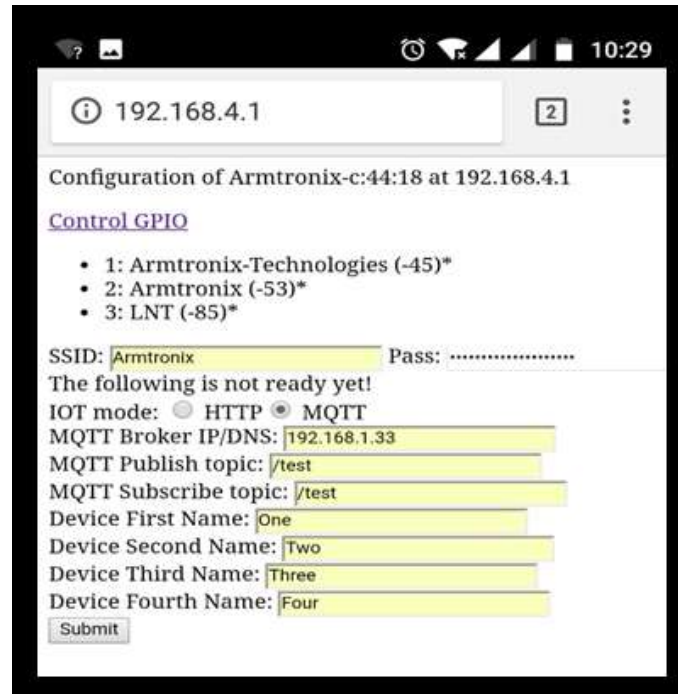 10:29
192.168.4.1
2
Configuration of Armtronix-c:44:18 at 192.168.4.1
Control GPIO
• 1: Armtronix-Technologies (-45)*
• 2: Armtronix (-53)*
• 3: LNT (-85)*
SSID: Armtronix Pass: ••••••••••••••••••••
The following is not ready yet!
IOT mode: HTTP MQTT
MQTT Broker IP/DNS: 192.168.1.33
MQTT Publish topic: /test
MQTT Subscribe topic: /test
Device First Name: One
Device Second Name: Two
Device Third Name: Three
Device Fourth Name: Four
Submit